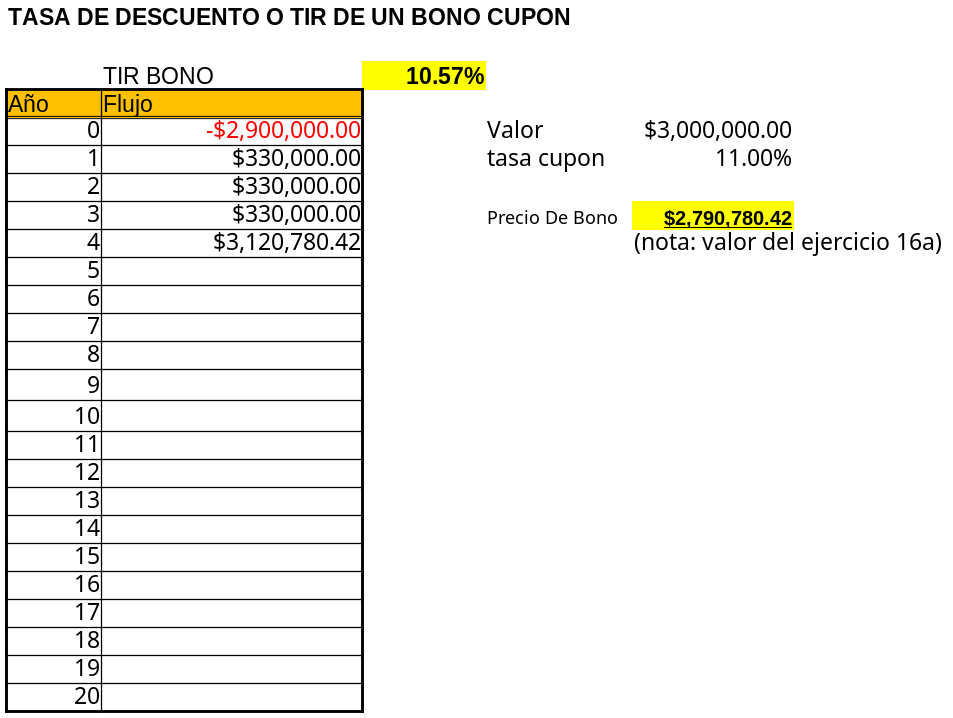 TASA DE DESCUENTO O TIR DE UN BONO CUPON
TIR BONO 10.57%
Año Flujo
0 -$2,900,000.00 Valor $3,000,000.00
1 $330,000.00 tasa cupon 11.00%
2 $330,000.00
3 $330,000.00 Precio De Bono $2,790,780.42
4 $3,120,780.42 (nota: valor del ejercicio 16a)
5
6
7
8
9
10
11
12
13
14
15
16
17
18
19
20